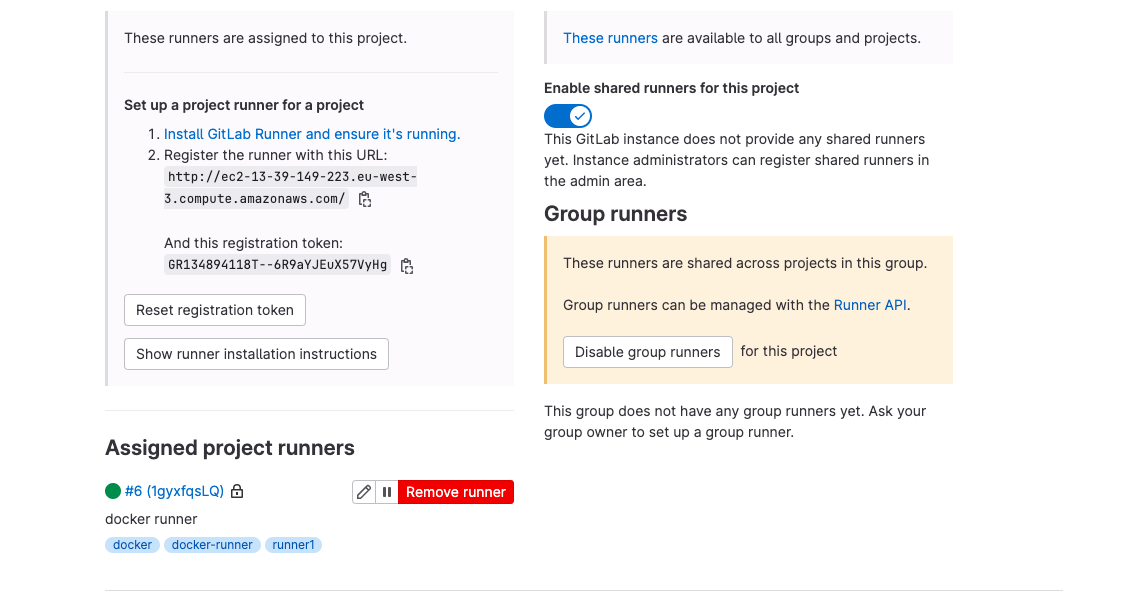 These runners are assigned to this project.
Set up a project runner for a project
1. Install GitLab Runner and ensure it's running.
2. Register the runner with this URL:
http://ec2-13-39-149-223.eu-west-
3.compute.amazonaws.com/
And this registration token:
GR134894118T--6R9aYJEuX57VyHg
Reset registration token
Show runner installation instructions
Assigned project runners
#6 (1gyxfqsLQ)
Remove runner
docker runner
docker docker-runner runner1
These runners are available to all groups and projects.
Enable shared runners for this project
This GitLab instance does not provide any shared runners
yet. Instance administrators can register shared runners in
the admin area.
Group runners
These runners are shared across projects in this group.
Group runners can be managed with the Runner API.
Disable group runners for this project
This group does not have any group runners yet. Ask your
group owner to set up a group runner.